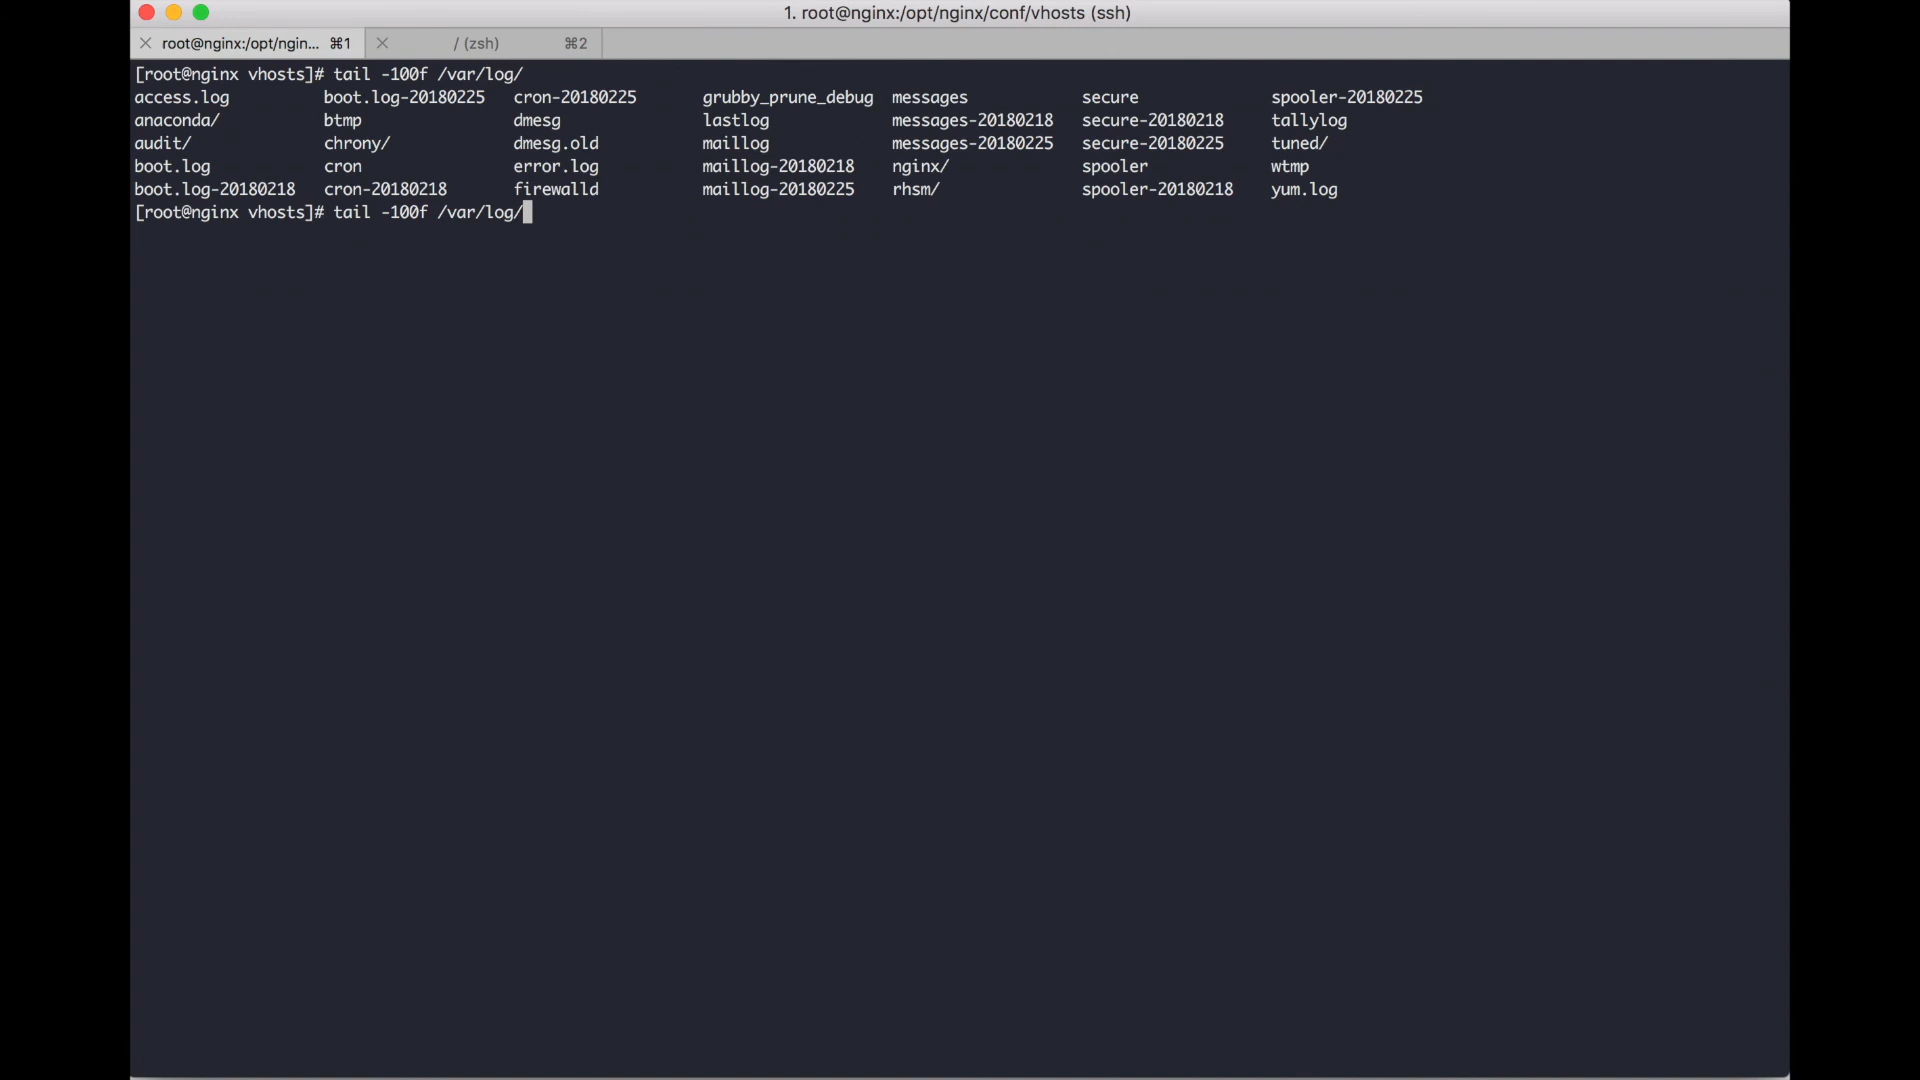 1. root@nginx:/opt/nginx/conf/vhosts (ssh)
root@nginx:/opt/ngin... ⌘1 / (zsh) ⌘2
[root@nginx vhosts]# tail -100f /var/log/
access.log boot.log-20180225 cron-20180225 grubby_prune_debug messages secure spooler-20180225
anaconda/ btmp dmesg lastlog messages-20180218 secure-20180218 tallylog
audit/ chrony/ dmesg.old maillog messages-20180225 secure-20180225 tuned/
boot.log cron error.log maillog-20180218 nginx/ spooler wtmp
boot.log-20180218 cron-20180218 firewalld maillog-20180225 rhsm/ spooler-20180218 yum.log
[root@nginx vhosts]# tail -100f /var/log/